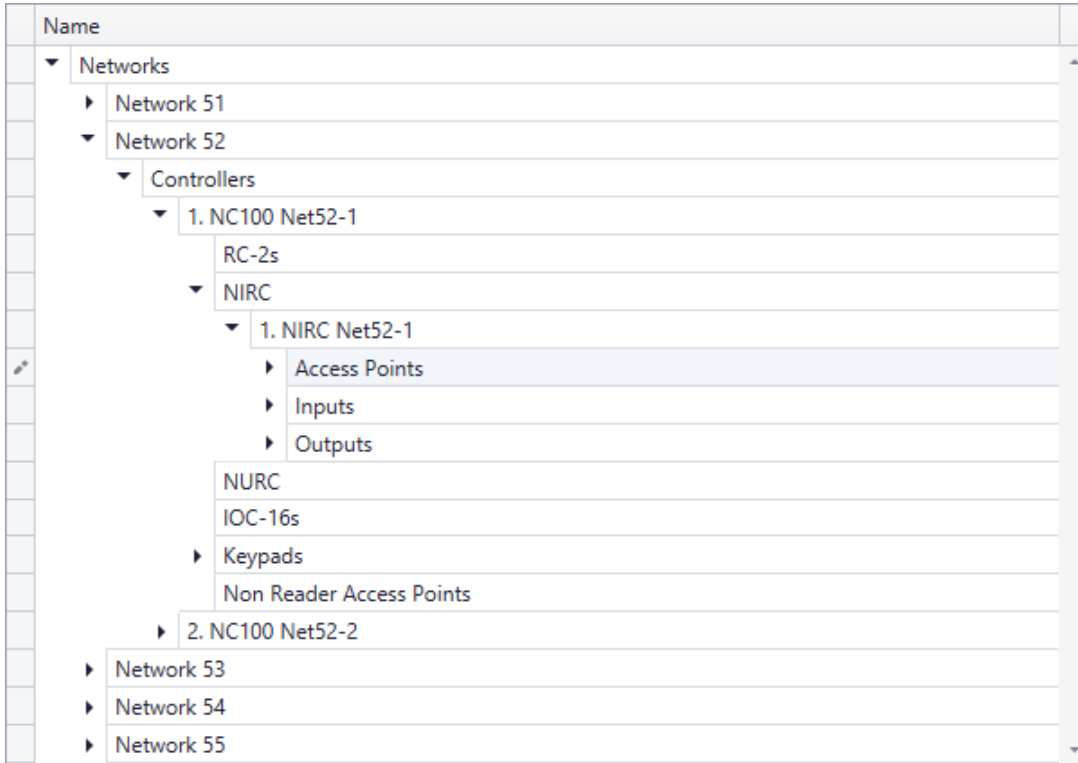 Name
Networks
Network 51
Network 52
Controllers
1. NC100 Net52-1
RC-2s
NIRC
1. NIRC Net52-1
Access Points
Inputs
Outputs
NURC
IOC-16s
Keypads
Non Reader Access Points
2. NC100 Net52-2
Network 53
Network 54
Network 55